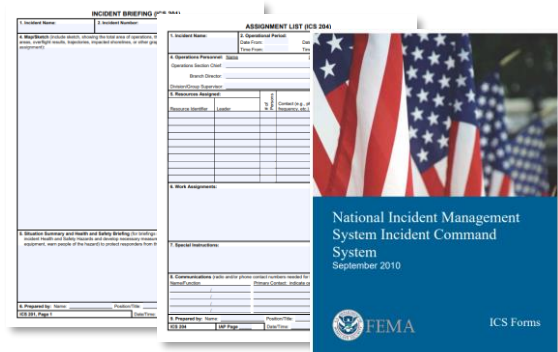 INCIDENT BRIEFING (ICS 201)
1. Incident Name:
2. Incident Number:
4. Map/Sketch (include sketch, showing the total area of operations, th
areas, overflight results, trajectories, impacted shorelines, or other grap
assignment):
5. Situation Summary and Health and Safety Briefing (for briefings
incident Health and Safety Hazards and develop necessary measure
equipment, warn people of the hazard) to protect responders from th
6. Prepared by: Name:
Position/Title:
ICS 201, Page 1
Date/Time:
ASSIGNMENT LIST (ICS 204)
1. Incident Name:
2. Operational Period:
Date From:
Dat
Time From:
Tim
4. Operations Personnel: Name
Operations Section Chief:
Branch Director:
Division/Group Supervisor:
5. Resources Assigned:
Resource Identifier
Leader
# of
Persons
Contact (e.g., ph
frequency, etc.)
6. Work Assignments:
7. Special Instructions:
8. Communications (radio and/or phone contact numbers needed for
Name/Function
Primary Contact: indicate c
9. Prepared by: Name:
Position/Title:
ICS 204
IAP Page
Date/Time:
National Incident Management
System Incident Command
System
September 2010
FEMA
ICS Forms